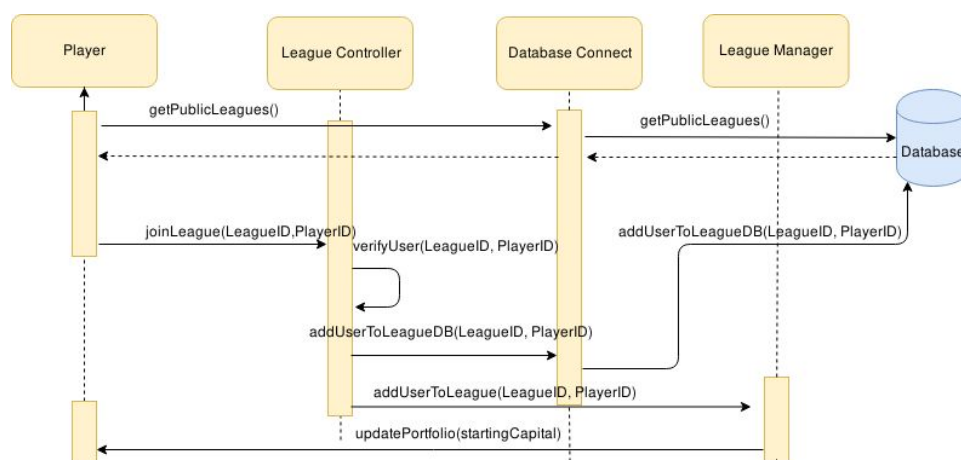 Player
League Controller
Database Connect
League Manager
getPublicLeagues()
getPublicLeagues()
Database
joinLeague(LeagueID,PlayerID)
verifyUser(LeagueID, PlayerID)
addUserToLeagueDB(LeagueID, PlayerID)
addUserToLeagueDB(LeagueID, PlayerID)
addUserToLeague(LeagueID, PlayerID)
updatePortfolio(startingCapital)